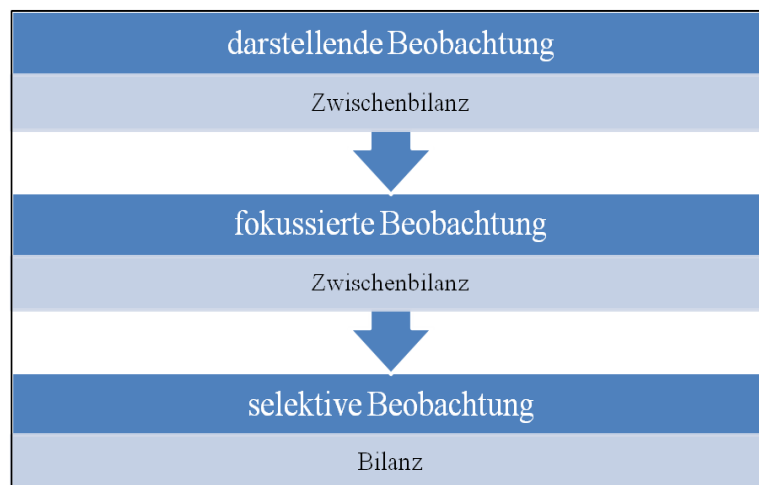 darstellende Beobachtung
Zwischenbilanz
fokussierte Beobachtung
Zwischenbilanz
selektive Beobachtung
Bilanz